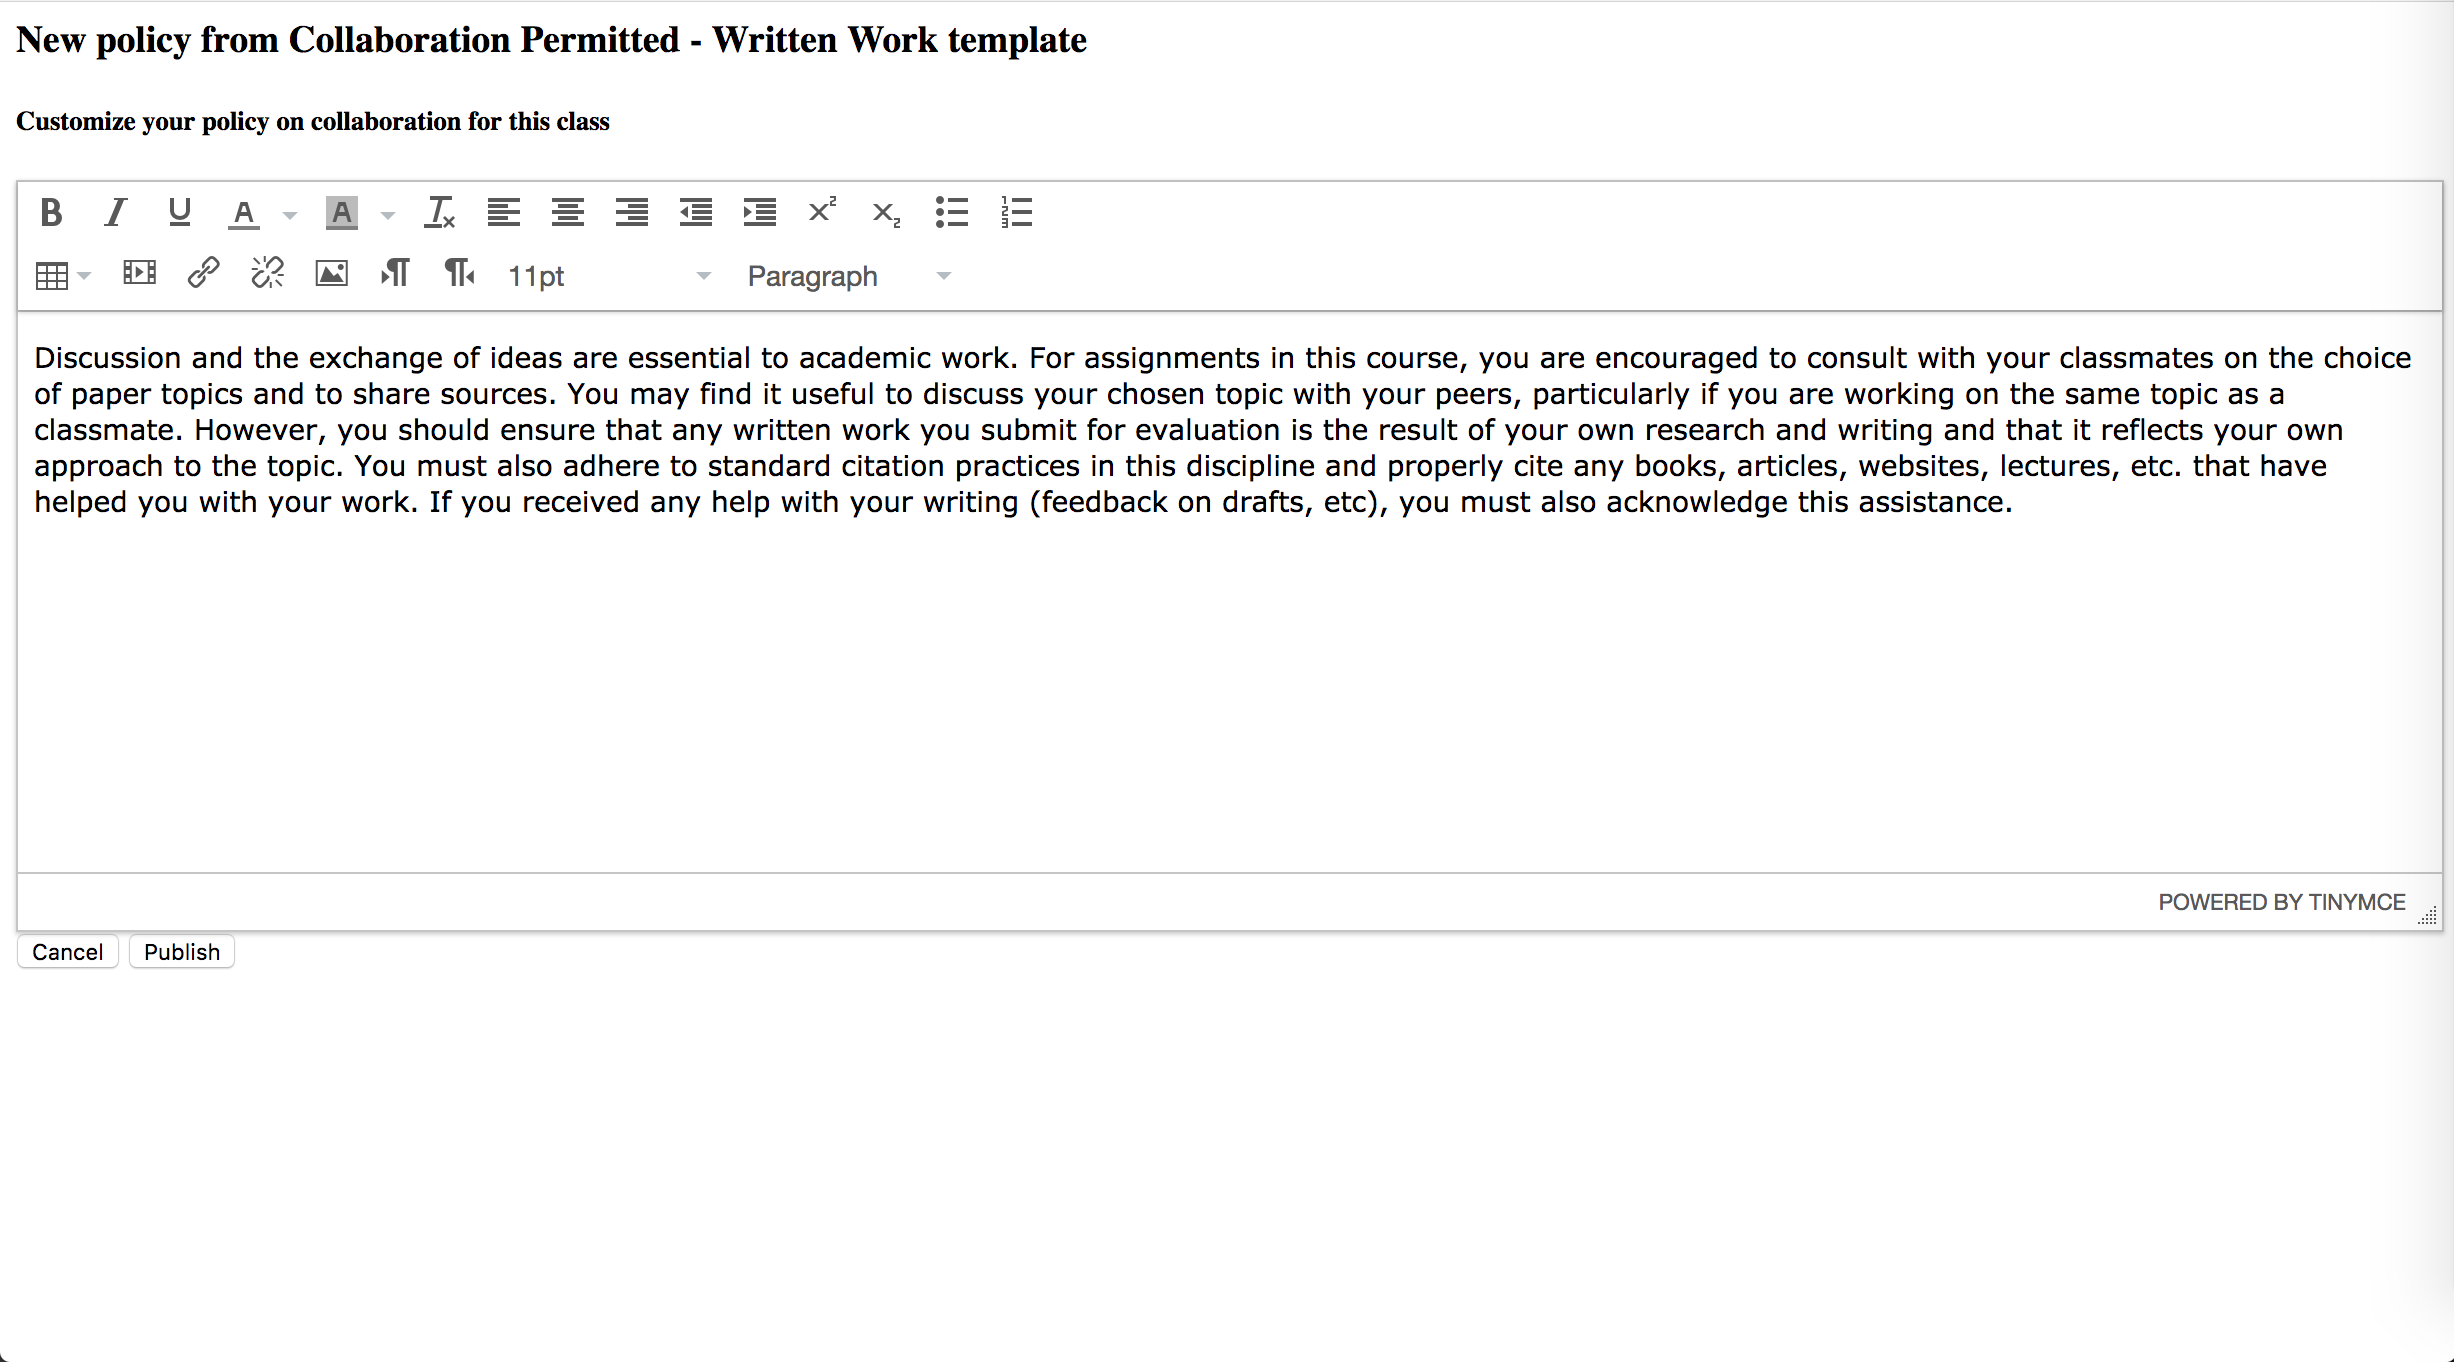 New policy from Collaboration Permitted - Written Work template
Customize your policy on collaboration for this class
11pt
Paragraph
Discussion and the exchange of ideas are essential to academic work. For assignments in this course, you are encouraged to consult with your classmates on the choice
of paper topics and to share sources. You may find it useful to discuss your chosen topic with your peers, particularly if you are working on the same topic as a
classmate. However, you should ensure that any written work you submit for evaluation is the result of your own research and writing and that it reflects your own
approach to the topic. You must also adhere to standard citation practices in this discipline and properly cite any books, articles, websites, lectures, etc. that have
helped you with your work. If you received any help with your writing (feedback on drafts, etc), you must also acknowledge this assistance.
POWERED BY TINYMCE
Cancel
Publish